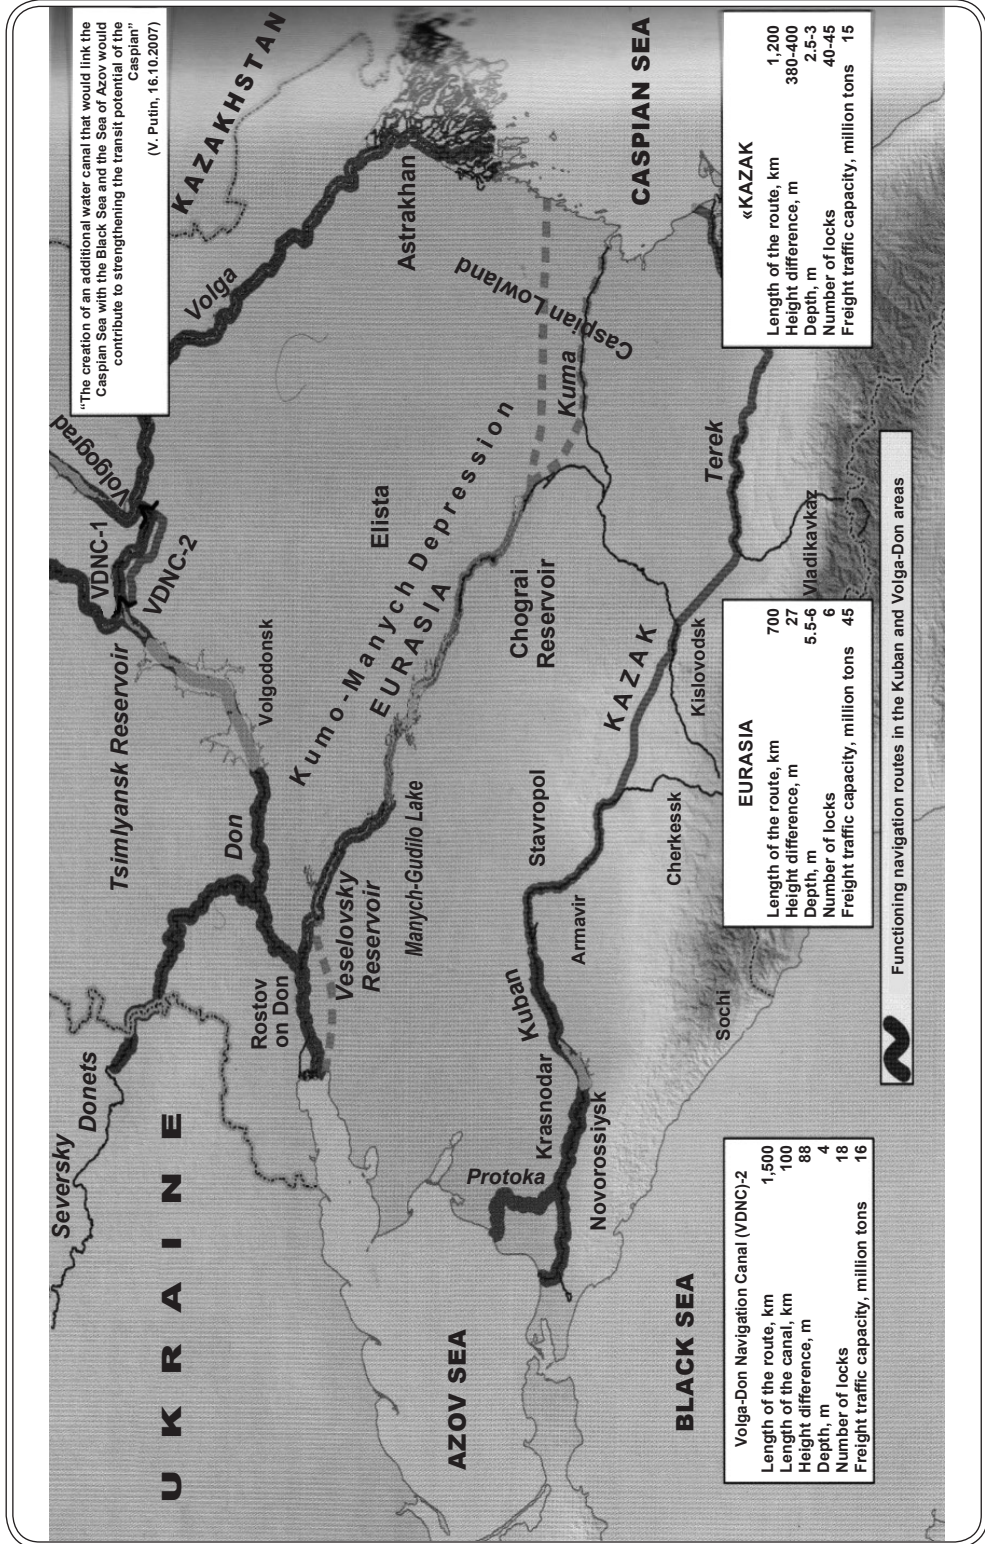 "The creation of an additional water canal that would link the
Caspian Sea with the Black Sea and the Sea of Azov would
contribute to strengthening the transit potential of the
Caspian"
(V. Putin, 16.10.2007)
KAZAKHSTAN
Volgograd
VDNC-1
VDNC-2
Volga
Astrakhan
Tsimlyansk Reservoir
Volgodonsk
Elista
Caspian Lowland
Kumo-Manych Depression
EURASIA
Kuma
CASPIAN SEA
Don
Seversky
Donets
UKRAINE
Rostov
on Don
Veselovsky
Reservoir
Manych-Gudilo Lake
Chograi
Reservoir
Terek
KAZAK
Stavropol
Kislovodsk
Vladikavkaz
Cherkessk
Armavir
Kuban
Krasnodar
Protoka
Novorossiysk
Sochi
AZOV SEA
BLACK SEA
Volga-Don Navigation Canal (VDNC)-2
Length of the route, km 1,500
Length of the canal, km 100
Height difference, m 88
Depth, m 4
Number of locks 18
Freight traffic capacity, million tons 16
EURASIA
Length of the route, km 700
Height difference, m 27
Depth, m 5.5-6
Number of locks 6
Freight traffic capacity, million tons 45
«KAZAK
Length of the route, km 1,200
Height difference, m 380-400
Depth, m 2.5-3
Number of locks 40-45
Freight traffic capacity, million tons 15
Functioning navigation routes in the Kuban and Volga-Don areas